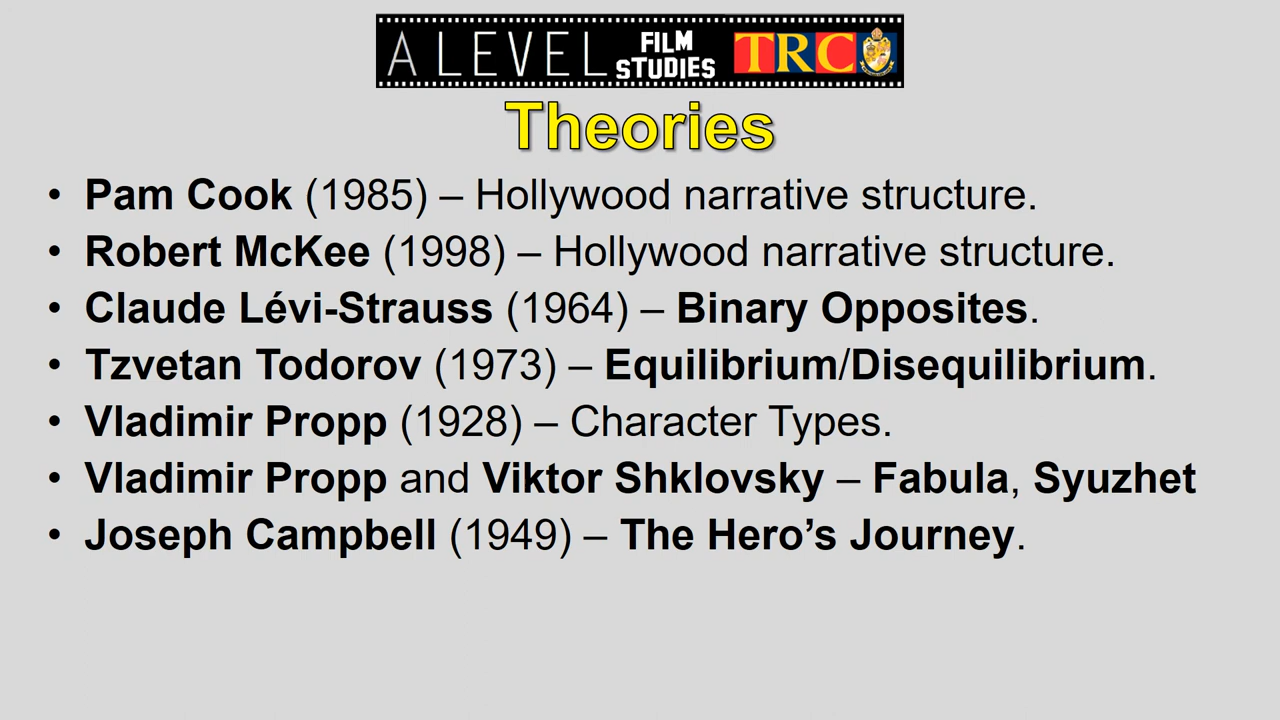 A LEVEL FILM STUDIES TRC
Theories
• Pam Cook (1985) – Hollywood narrative structure.
• Robert McKee (1998) – Hollywood narrative structure.
• Claude Lévi-Strauss (1964) – Binary Opposites.
• Tzvetan Todorov (1973) – Equilibrium/Disequilibrium.
• Vladimir Propp (1928) – Character Types.
• Vladimir Propp and Viktor Shklovsky – Fabula, Syuzhet
• Joseph Campbell (1949) – The Hero’s Journey.